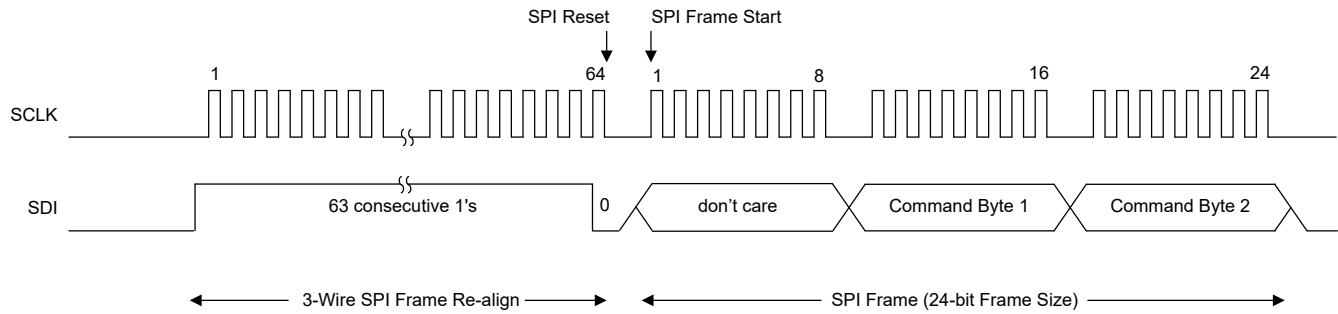 SPI Reset SPI Frame Start
1 64 1 8 16 24
SCLK
SDI 63 consecutive 1's 0 don't care Command Byte 1 Command Byte 2
3-Wire SPI Frame Re-align SPI Frame (24-bit Frame Size)